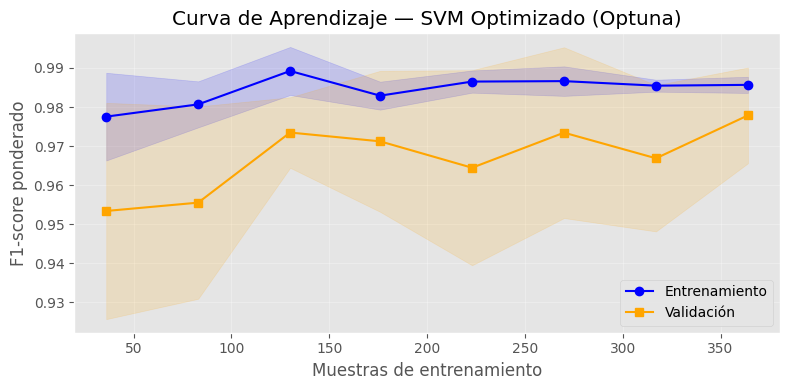 Curva de Aprendizaje — SVM Optimizado (Optuna)
F1-score ponderado
0.99
0.98
0.97
0.96
0.95
0.94
0.93
50
100
150
200
250
300
350
Muestras de entrenamiento
Entrenamiento
Validación